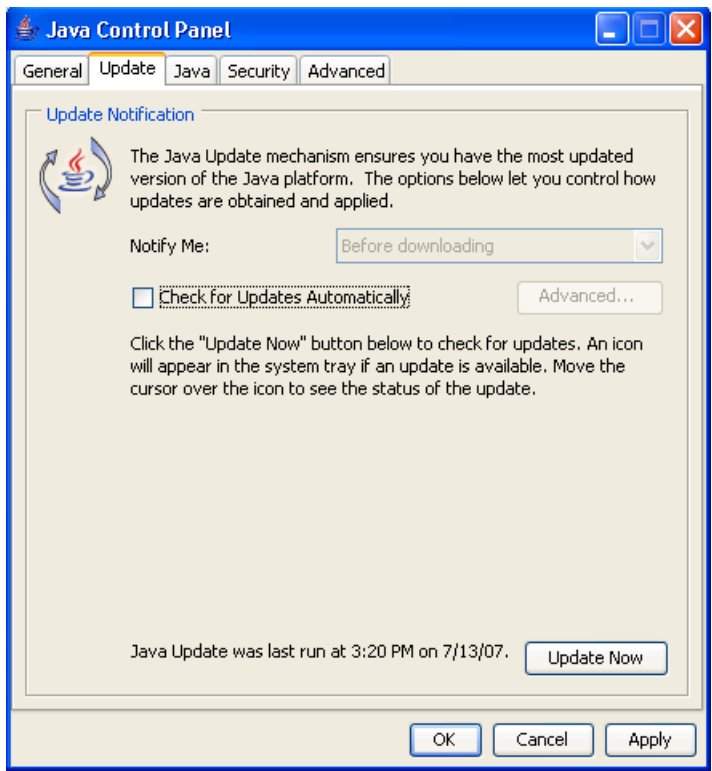 Java Control Panel
General Update Java Security Advanced
Update Notification
The Java Update mechanism ensures you have the most updated
version of the Java platform. The options below let you control how
updates are obtained and applied.
Notify Me: Before downloading
Check for Updates Automatically Advanced...
Click the "Update Now" button below to check for updates. An icon
will appear in the system tray if an update is available. Move the
cursor over the icon to see the status of the update.
Java Update was last run at 3:20 PM on 7/13/07. Update Now
OK Cancel Apply